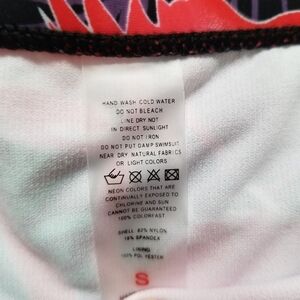 HAND WASH COLD WATER
DO NOT BLEACH
LINE DRY NOT
IN DIRECT SUNLIGHT
DO NOT IRON
DO NOT PUT DAMP SWIMSUIT
NEAR DRY NATURAL FABRICS
OR LIGHT COLORS
NEON COLORS THAT ARE
CONTINUALLY EXPOSED TO
CHLORINE AND SUN
CANNOT BE GUARANTEED
100% COLORFAST
SHELL: 82% NYLON
18% SPANDEX
LINING:
100% POLYESTER
S